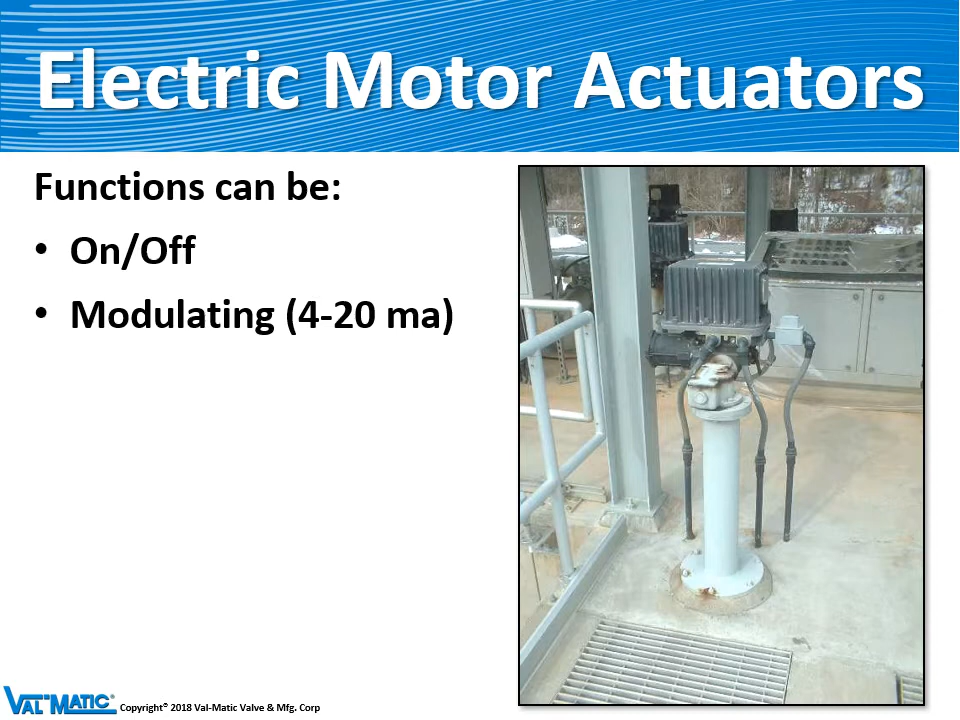 Electric Motor Actuators
Functions can be:
• On/Off
• Modulating (4-20 ma)
VAL-MATIC® Copyright© 2018 Val-Matic Valve & Mfg. Corp